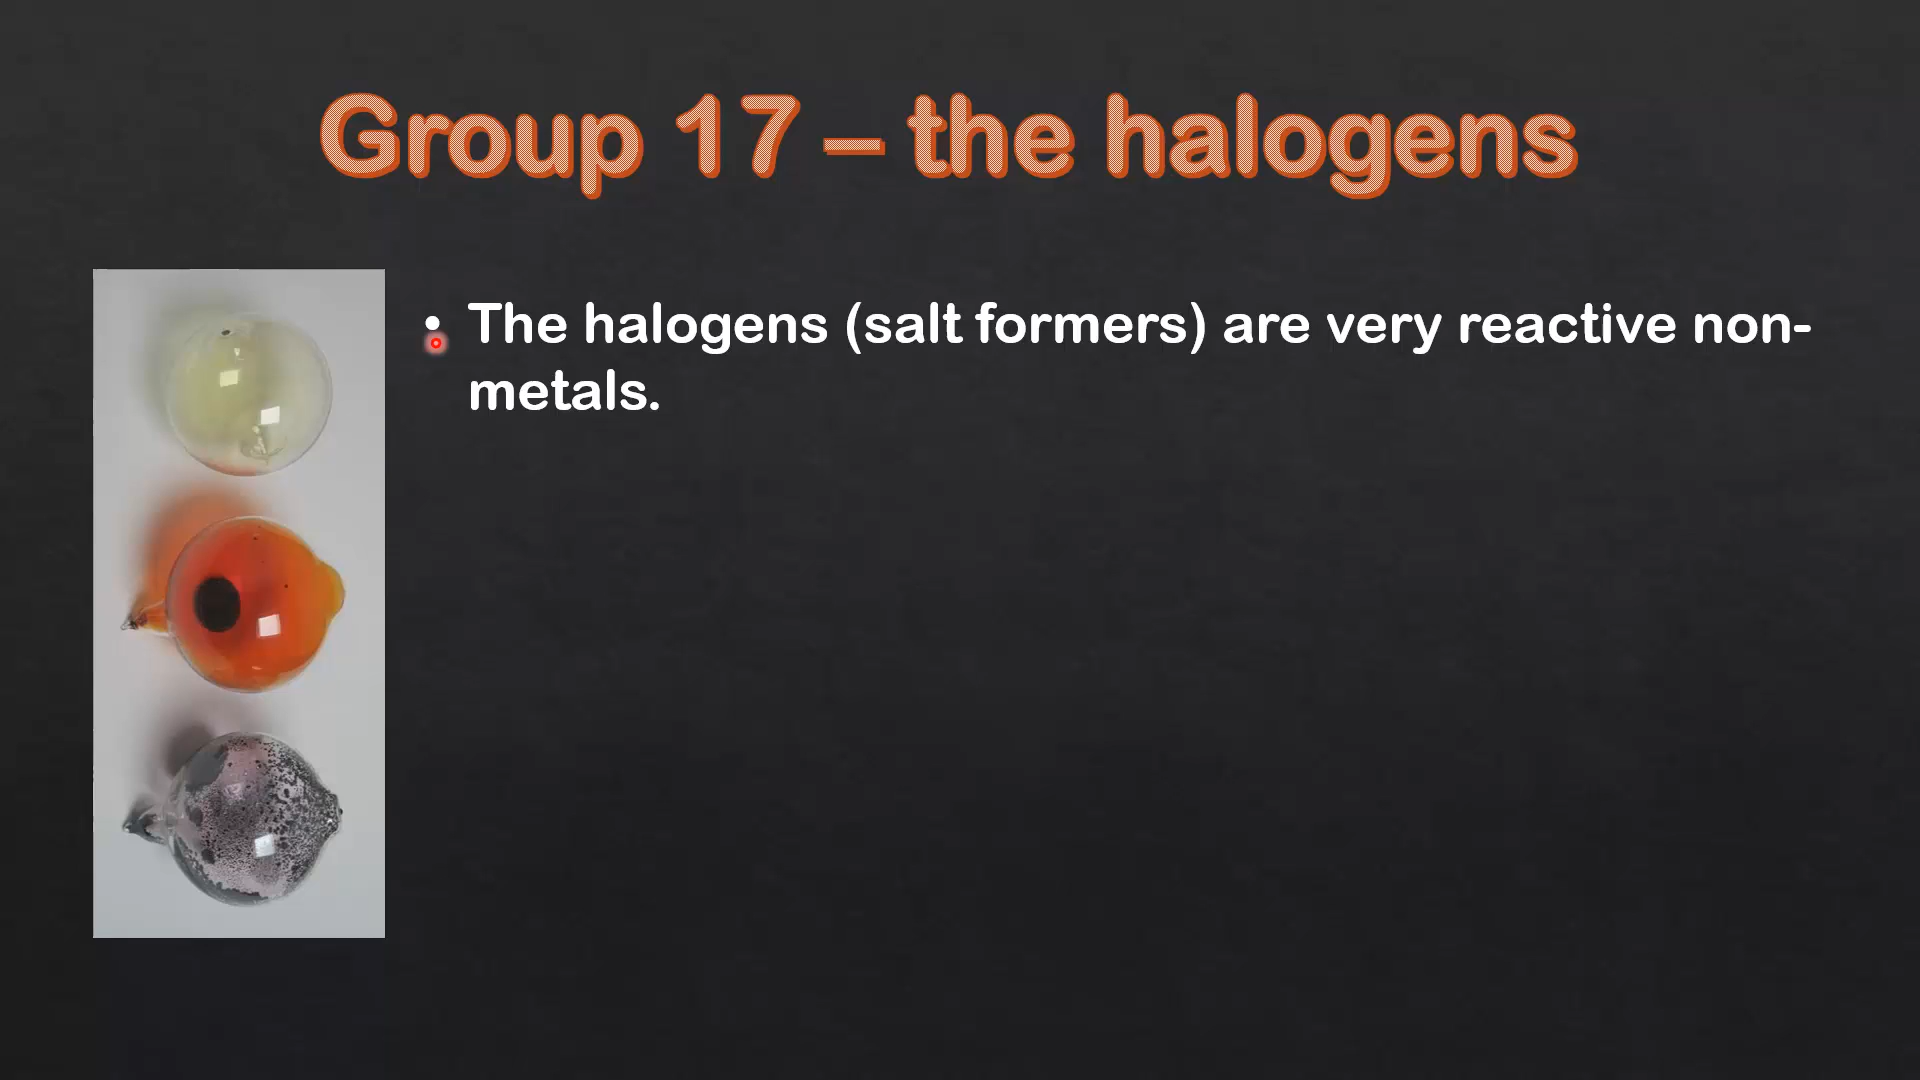 Group 17 – the halogens
• The halogens (salt formers) are very reactive non-
metals.